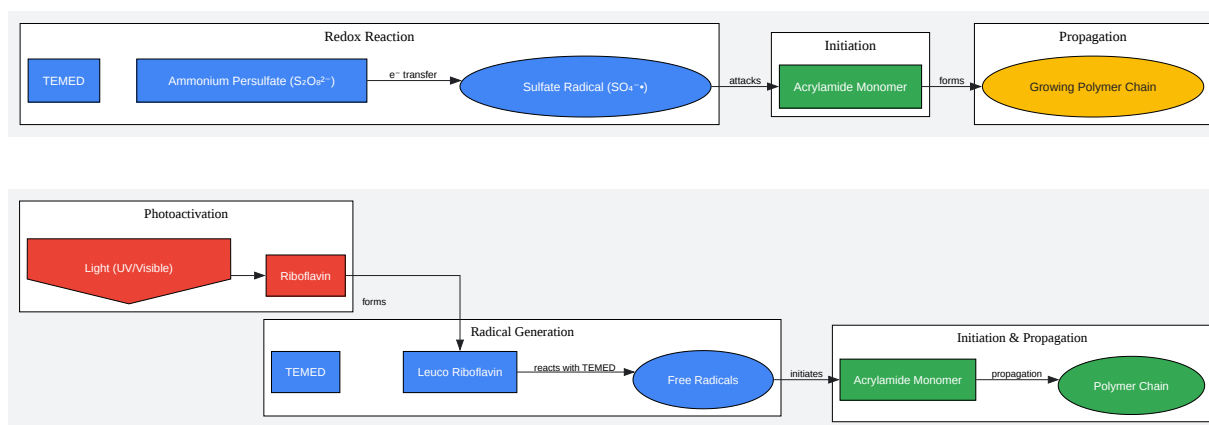 Redox Reaction
TEMED
Ammonium Persulfate (S₂O₈²⁻)
e⁻ transfer
Sulfate Radical (SO₄⁻•)
attacks
Initiation
Acrylamide Monomer
forms
Propagation
Growing Polymer Chain
Photoactivation
Light (UV/Visible)
Riboflavin
forms
Radical Generation
TEMED
Leuco Riboflavin
reacts with TEMED
Free Radicals
initiates
Initiation & Propagation
Acrylamide Monomer
propagation
Polymer Chain